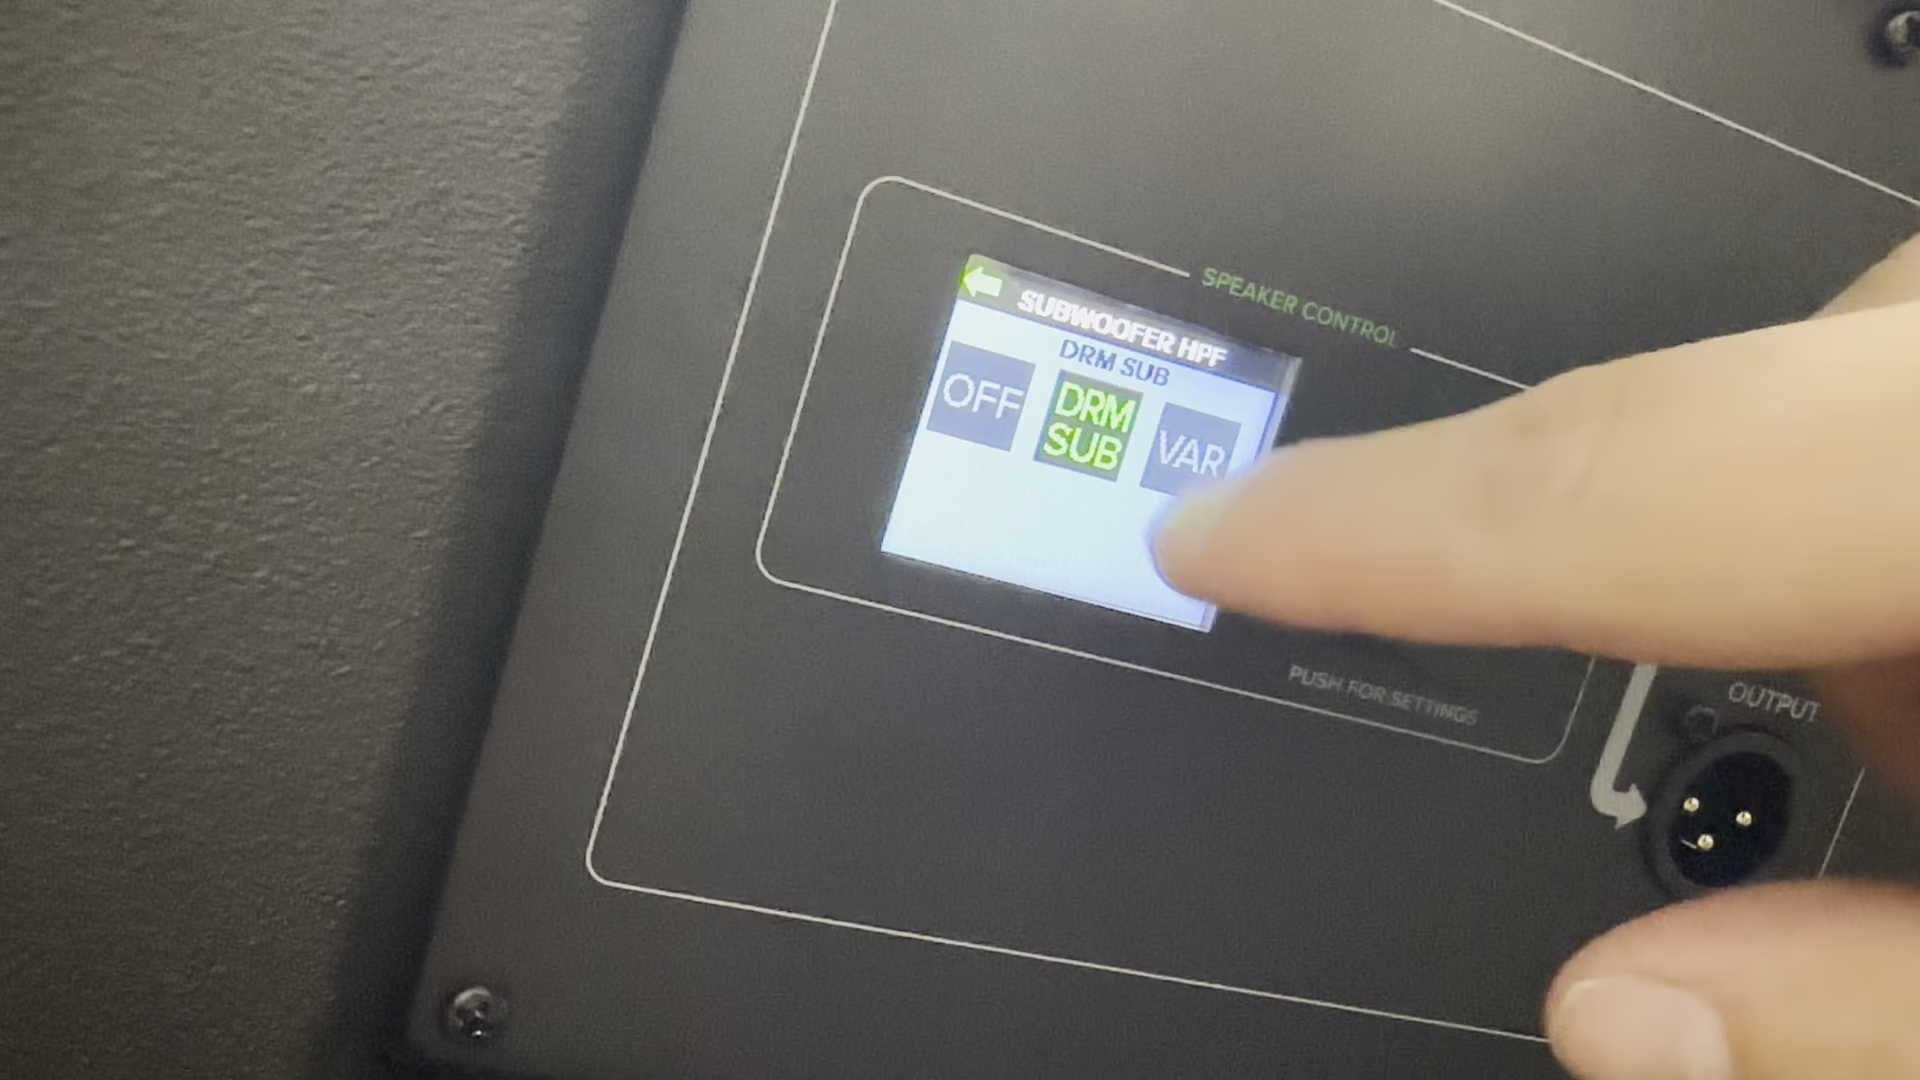 SPEAKER CONTROL
SUBWOOFER HPF
DRM SUB
OFF
DRM
SUB
VAR
PUSH FOR SETTINGS
OUTPUT